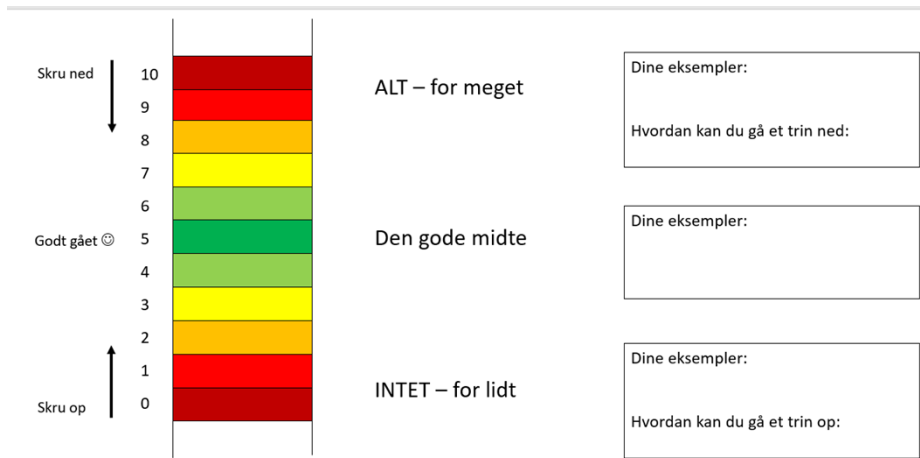 Skru ned
10
9
8
7
6
Godt gået ☺
5
4
3
2
1
Skru op
0
ALT – for meget
Den gode midte
INTET – for lidt
Dine eksempler:
Hvordan kan du gå et trin ned:
Dine eksempler:
Dine eksempler:
Hvordan kan du gå et trin op: